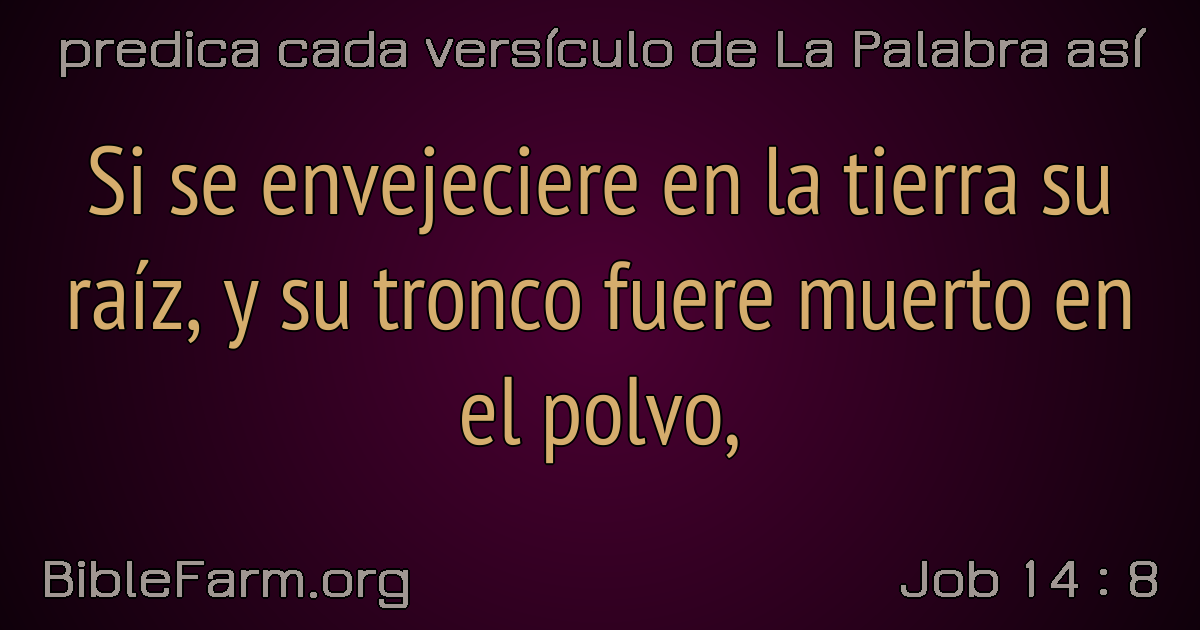 predica cada versículo de La Palabra así
Si se envejeciere en la tierra su
raíz, y su tronco fuere muerto en
el polvo,
BibleFarm.org
Job 14 : 8